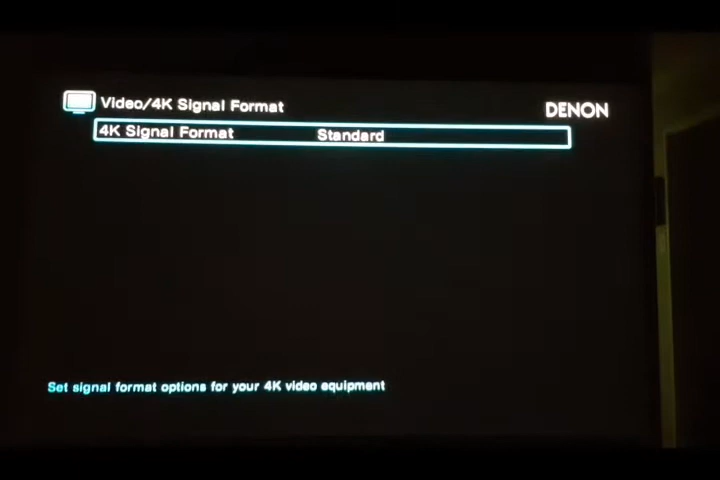 Video/4K Signal Format
DENON
4K Signal Format Standard
Set signal format options for your 4K video equipment